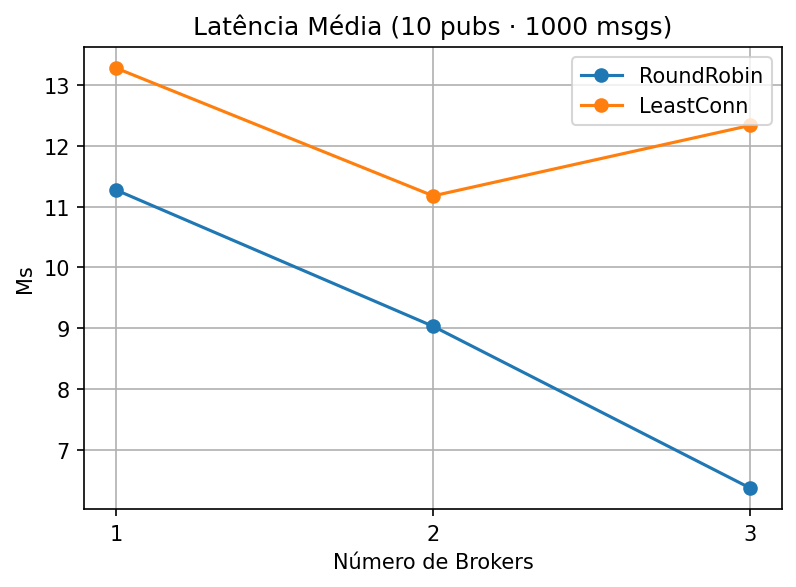 Latência Média (10 pubs · 1000 msgs)
RoundRobin
LeastConn
13
12
11
10
9
8
7
Ms
1
2
3
Número de Brokers